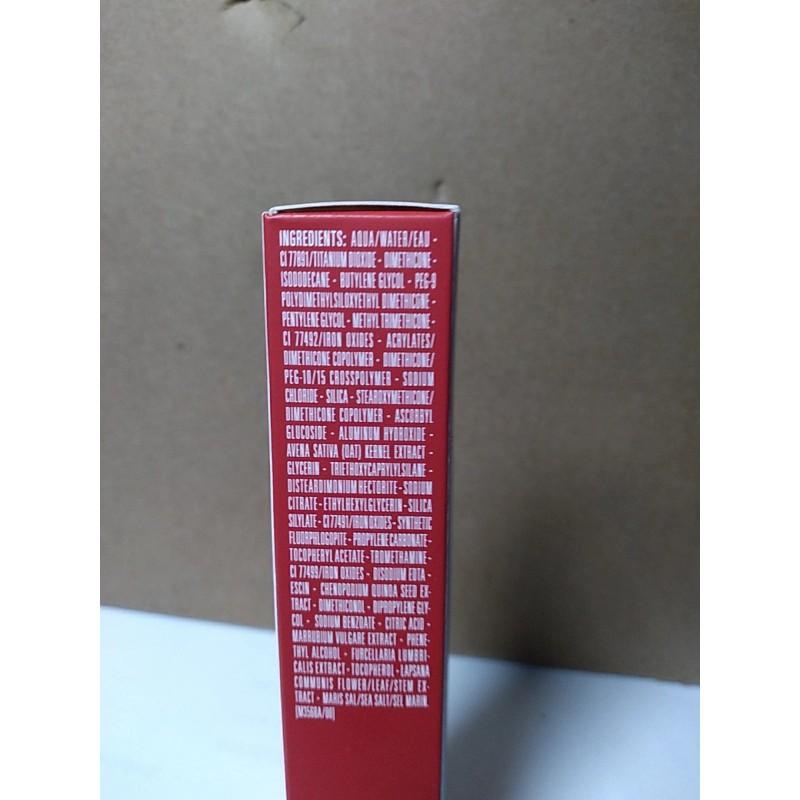 INGREDIENTS: AQUA/WATER/EAU -
CI 77891/TITANIUM DIOXIDE - DIMETHICONE -
ISODODECANE - BUTYLENE GLYCOL - PEG-9
POLYDIMETHYLSILOXYETHYL DIMETHICONE -
PENTYLENE GLYCOL - METHYL TRIMETHICONE -
CI 77492/IRON OXIDES - ACRYLATES/
DIMETHICONE COPOLYMER - DIMETHICONE/
PEG-10/15 CROSSPOLYMER - SODIUM
CHLORIDE - SILICA - STEAROXYMETHICONE/
DIMETHICONE COPOLYMER - ASCORBYL
GLUCOSIDE - ALUMINUM HYDROXIDE -
AVENA SATIVA (OAT) KERNEL EXTRACT -
GLYCERIN - TRIETHOXYCAPRYLYLSILANE -
DISTEARDIMONIUM HECTORITE - SODIUM
CITRATE - ETHYLHEXYLGLYCERIN - SILICA
SILYLATE - CI 77491/IRON OXIDES - SYNTHETIC
FLUORPHLOGOPITE - PROPYLENE CARBONATE -
TOCOPHERYL ACETATE - TROMETHAMINE -
CI 77499/IRON OXIDES - DISODIUM EDTA -
ESCIN - CHENOPODIUM QUINOA SEED EX-
TRACT - DIMETHICONOL - DIPROPYLENE GLY-
COL - SODIUM BENZOATE - CITRIC ACID -
MARRUBIUM VULGARE EXTRACT - PHENE-
THYL ALCOHOL - FURCELLARIA LUMBRI-
CALIS EXTRACT - TOCOPHEROL - LAPSANA
COMMUNIS FLOWER/LEAF/STEM EX-
TRACT - MARIS SAL/SEA SALT/SEL MARIN.
[M3568A/00]